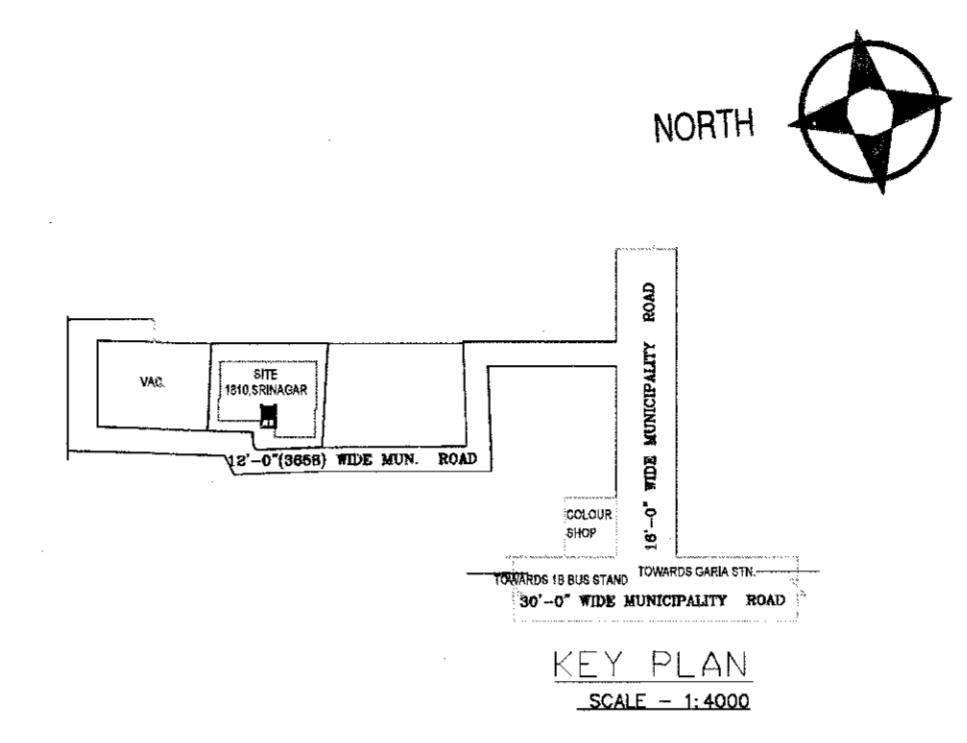 NORTH
VAC.
SITE
1810,SRINAGAR
12'-0"(3658) WIDE MUN. ROAD
16'-0" WIDE MUNICIPALITY ROAD
COLOUR
SHOP
TOWARDS 1B BUS STAND
TOWARDS GARIA STN.
30'-0" WIDE MUNICIPALITY ROAD
KEY PLAN
SCALE - 1:4000